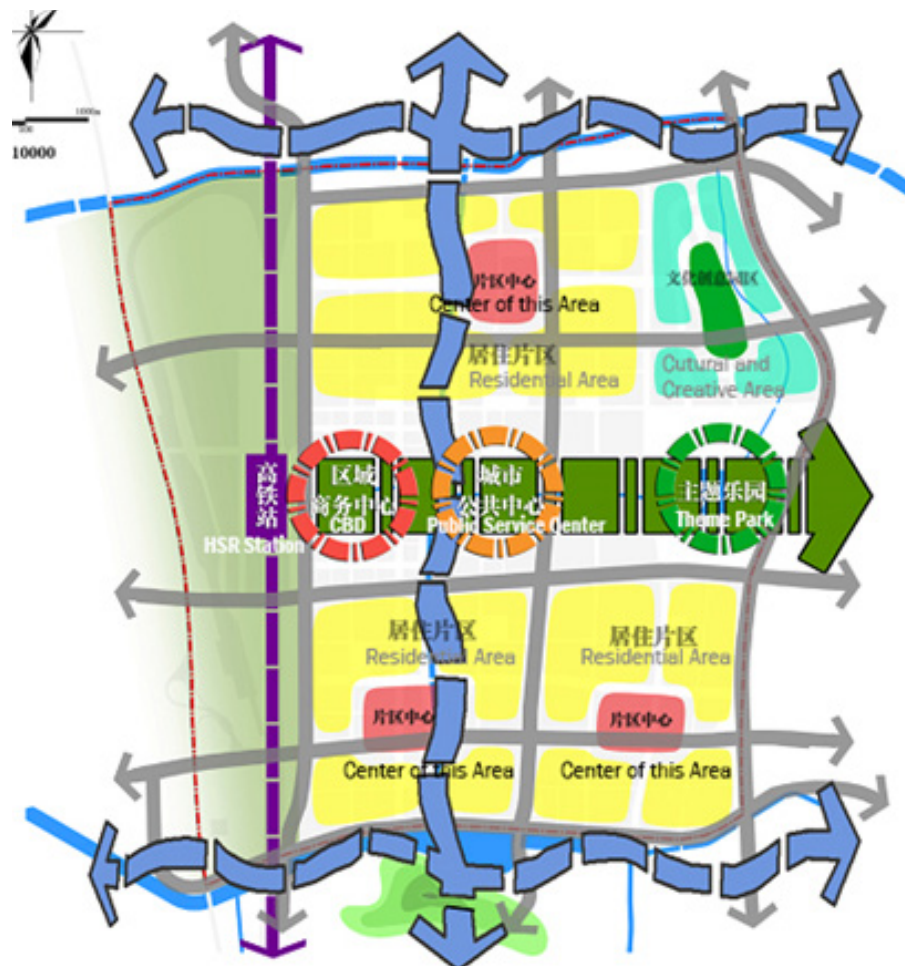 1000m
500
10000
片区中心
Center of this Area
文化创意园区
居住片区
Residential Area
Cutural and
Creative Area
高铁站
HSR Station
区域
商务中心
CBD
城市
公共中心
Public Service Center
主题乐园
Theme Park
居住片区
Residential Area
居住片区
Residential Area
片区中心
Center of this Area
片区中心
Center of this Area